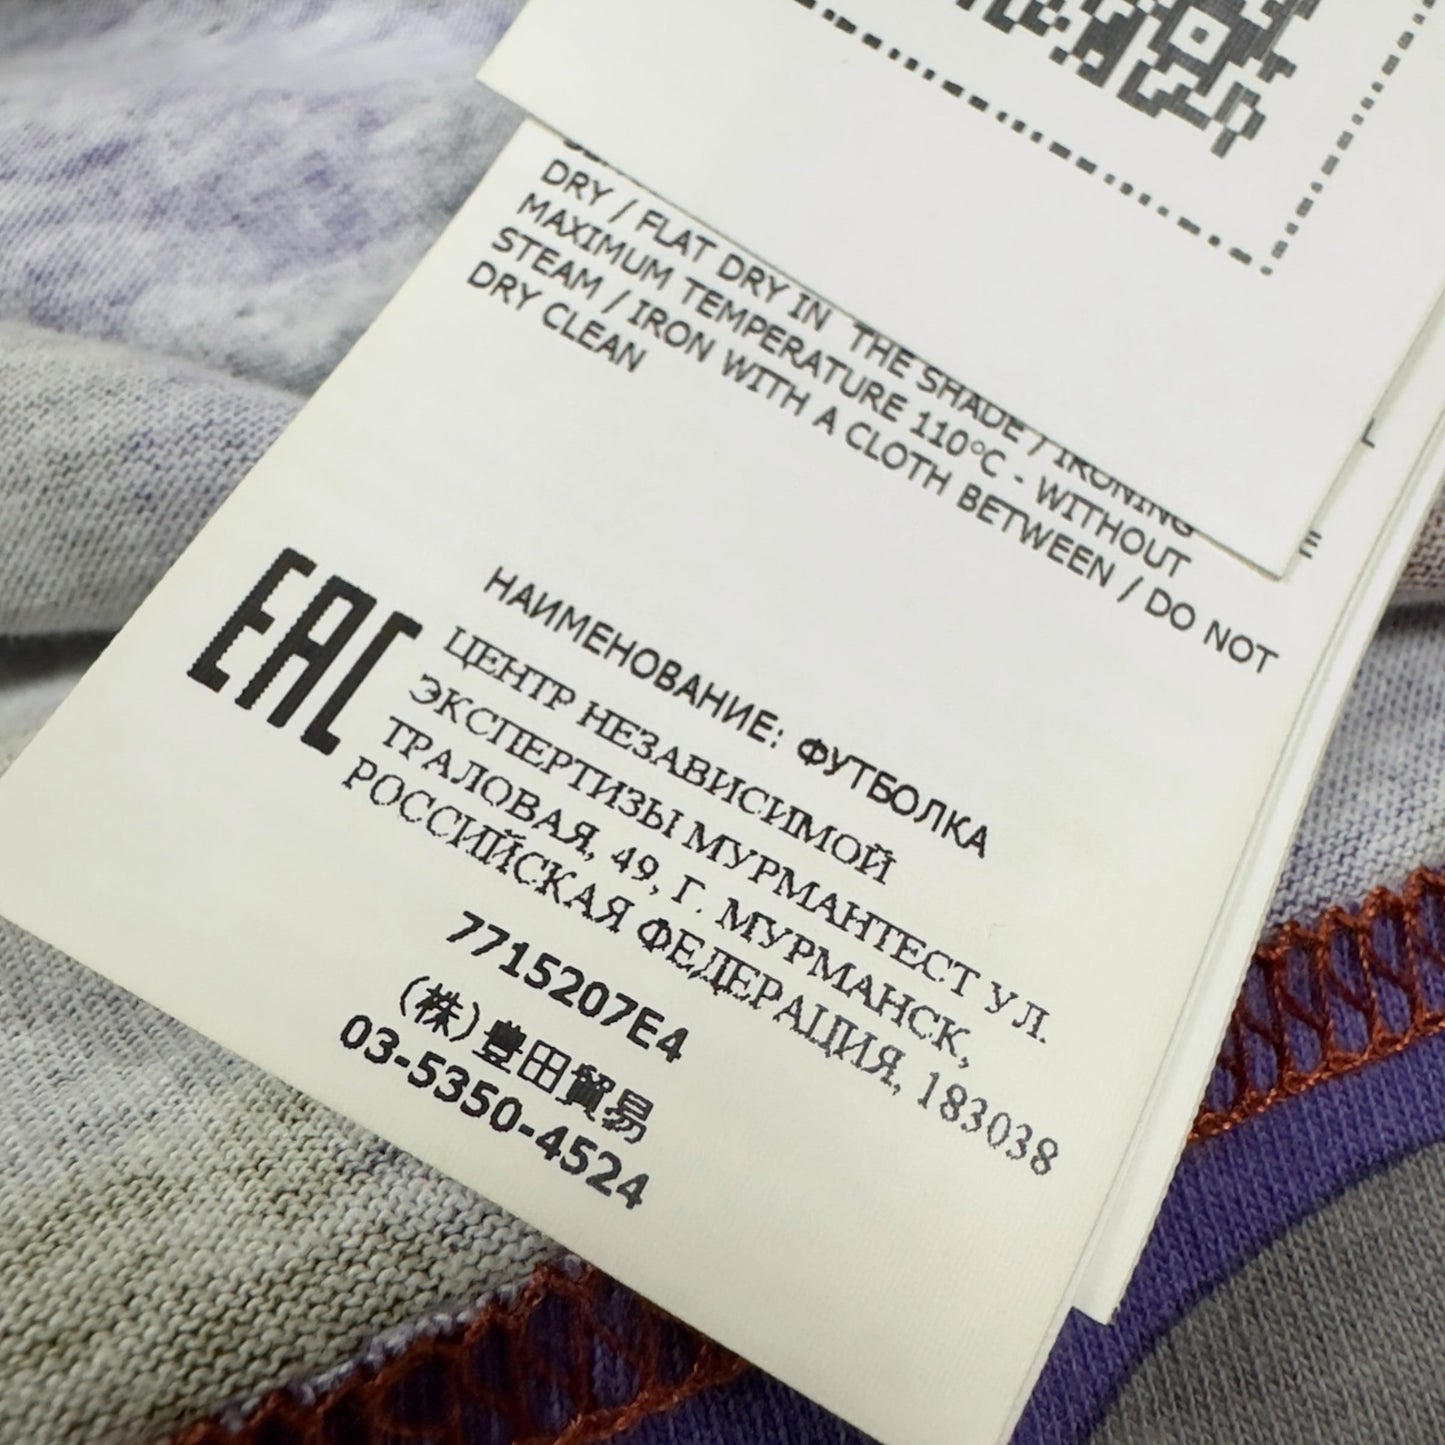 DRY / FLAT DRY IN THE SHADE / IRONING
MAXIMUM TEMPERATURE 110°C - WITHOUT
STEAM / IRON WITH A CLOTH BETWEEN / DO NOT
DRY CLEAN
EAC
НАИМЕНОВАНИЕ: ФУТБОЛКА
ЦЕНТР НЕЗАВИСИМОЙ
ЭКСПЕРТИЗЫ МУРМАНТЕСТ УЛ.
ТРАЛОВАЯ, 49, Г. МУРМАНСК,
РОССИЙСКАЯ ФЕДЕРАЦИЯ, 183038
7715207E4
(株)豊田貿易
03-5350-4524